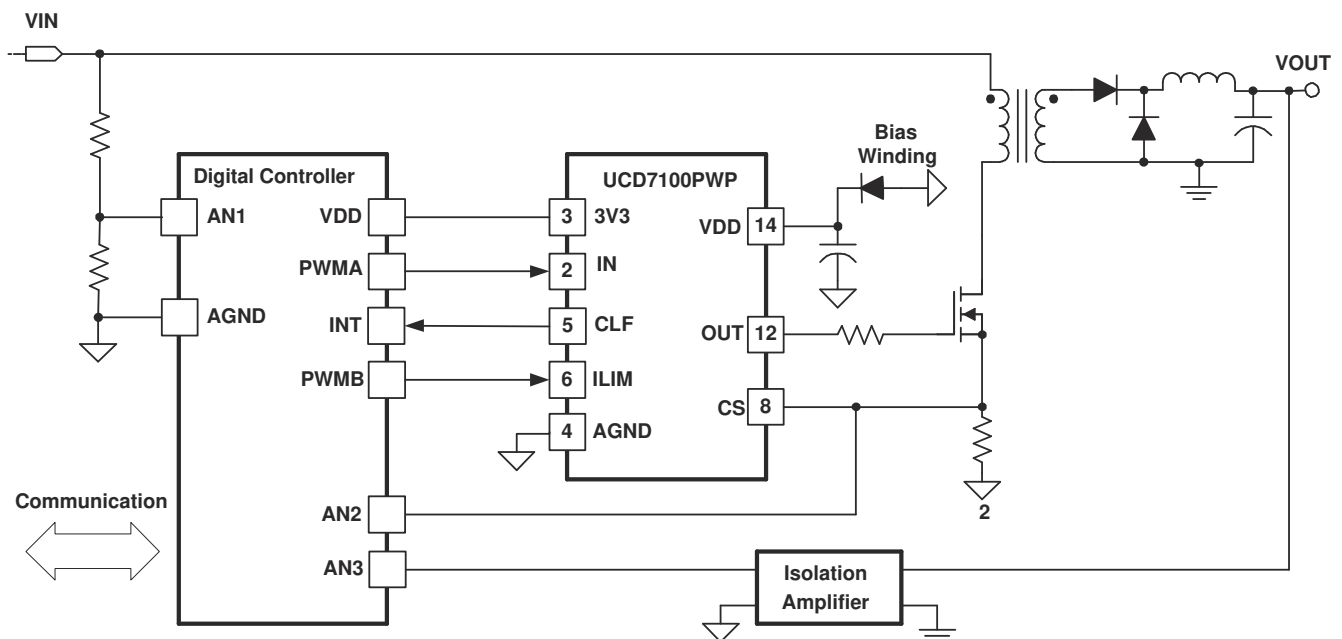 VIN
VOUT
Bias
Winding
Digital Controller
UCD7100PWP
AN1
VDD
3
3V3
VDD
14
PWMA
2
IN
AGND
INT
5
CLF
OUT
12
PWMB
6
ILIM
CS
8
4
AGND
Communication
AN2
2
AN3
Isolation
Amplifier